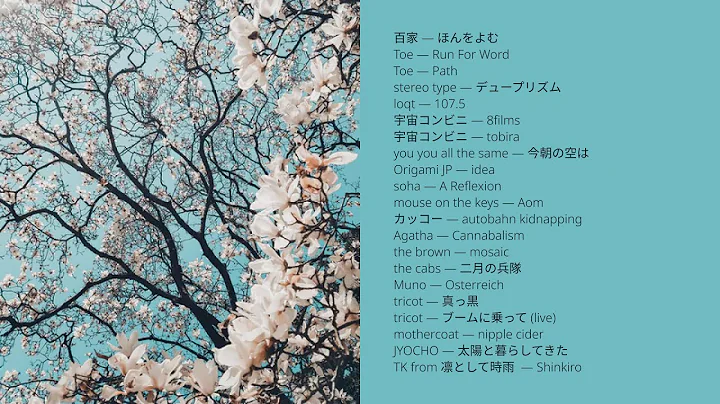 百家 — ほんをよむ
Toe — Run For Word
Toe — Path
stereo type — デュープリズム
loqt — 107.5
宇宙コンビニ — 8films
宇宙コンビニ — tobira
you you all the same — 今朝の空は
Origami JP — idea
soha — A Reflexion
mouse on the keys — Aom
カッコー — autobahn kidnapping
Agatha — Cannabalism
the brown — mosaic
the cabs — 二月の兵隊
Muno — Osterreich
tricot — 真っ黒
tricot — ブームに乗って (live)
mothercoat — nipple cider
JYOCHO — 太陽と暮らしてきた
TK from 凛として時雨 — Shinkiro